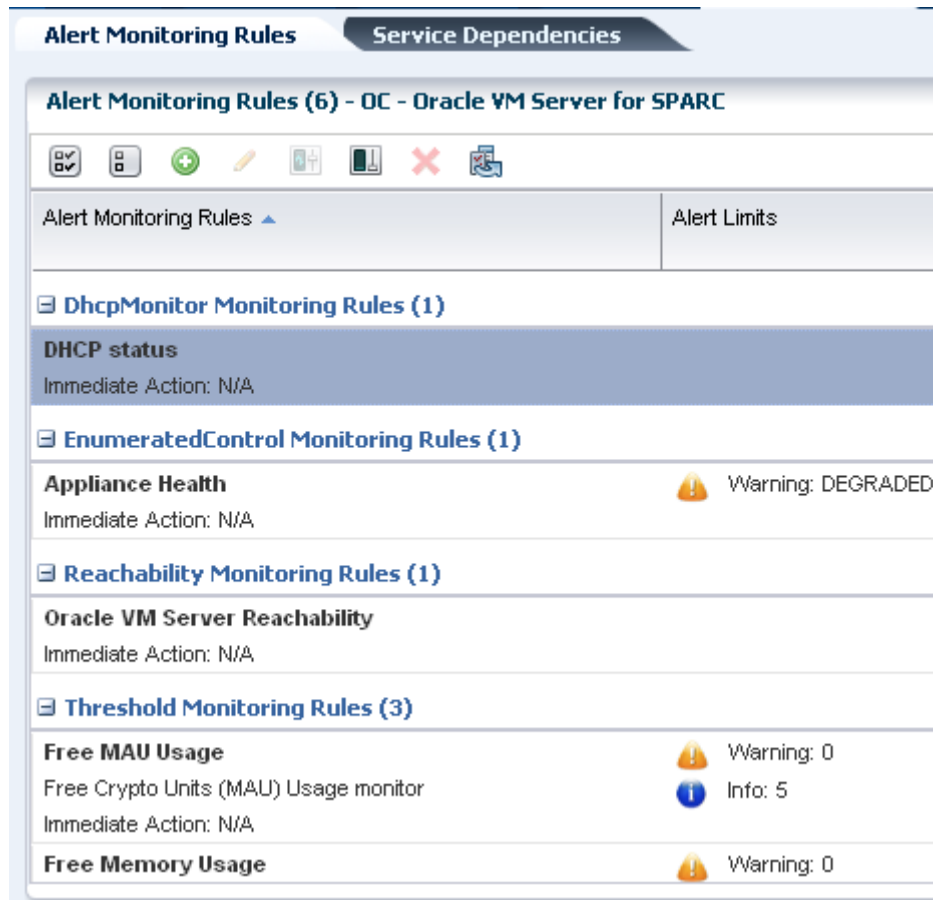 Alert Monitoring Rules Service Dependencies
Alert Monitoring Rules (6) - OC - Oracle VM Server for SPARC
Alert Monitoring Rules Alert Limits
DhcpMonitor Monitoring Rules (1)
DHCP status
Immediate Action: N/A
EnumeratedControl Monitoring Rules (1)
Appliance Health Warning: DEGRADED
Immediate Action: N/A
Reachability Monitoring Rules (1)
Oracle VM Server Reachability
Immediate Action: N/A
Threshold Monitoring Rules (3)
Free MAU Usage Warning: 0
Free Crypto Units (MAU) Usage monitor Info: 5
Immediate Action: N/A
Free Memory Usage Warning: 0